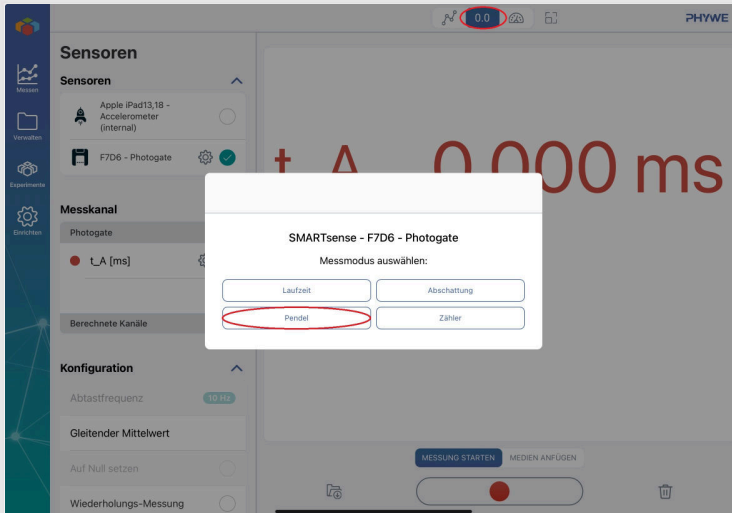 0.0
PHYWE
Messen
Verwalten
Experimente
Einrichten
Sensoren
Sensoren
Apple iPad13,18 -
Accelerometer
(internal)
F7D6 - Photogate
Messkanal
Photogate
t_A [ms]
Berechnete Kanäle
Konfiguration
Abtastfrequenz
10 Hz
Gleitender Mittelwert
Auf Null setzen
Wiederholungs-Messung
t_A 0.000 ms
SMARTsense - F7D6 - Photogate
Messmodus auswählen:
Laufzeit
Abschattung
Pendel
Zähler
MESSUNG STARTEN
MEDIEN ANFÜGEN